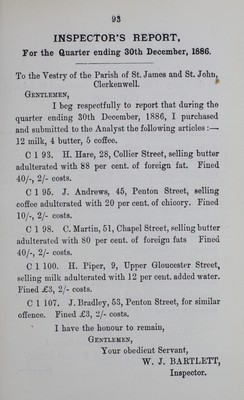 93
INSPECTOR'S REPORT,
For the Quarter ending 30th December, 1886.
To the Vestry of the Parish of St. James and St. John,
Clerkenwell.
GENTLEMEN,
I beg respectfully to report that during the
quarter ending 30th December, 1886, I purchased
and submitted to the Analyst the following articles :—
12 milk, 4 butter, 5 coffee.
C 1 93. H. Hare, 28, Collier Street, selling butter
adulterated with 88 per cent. of foreign fat. Fined
40/-, 2/- costs.
C 1 95. J. Andrews, 45, Penton Street, selling
coffee adulterated with 20 per cent. of chicory. Fined
10/-, 2/- costs.
C 1 98. C. Martin, 51, Chapel Street, selling butter
adulterated with 80 per cent. of foreign fats Fined
40/-, 2/- costs.
C 1 100. H. Piper, 9, Upper Gloucester Street,
selling milk adulterated with 12 per cent. added water.
Fined £3, 2/- costs.
C 1 107. J. Bradley, 53, Penton Street, for similar
offence. Fined £3, 2/- costs.
I have the honour to remain,
GENTLEMEN,
Your obedient Servant,
W. J. BARTLETT,
Inspector.